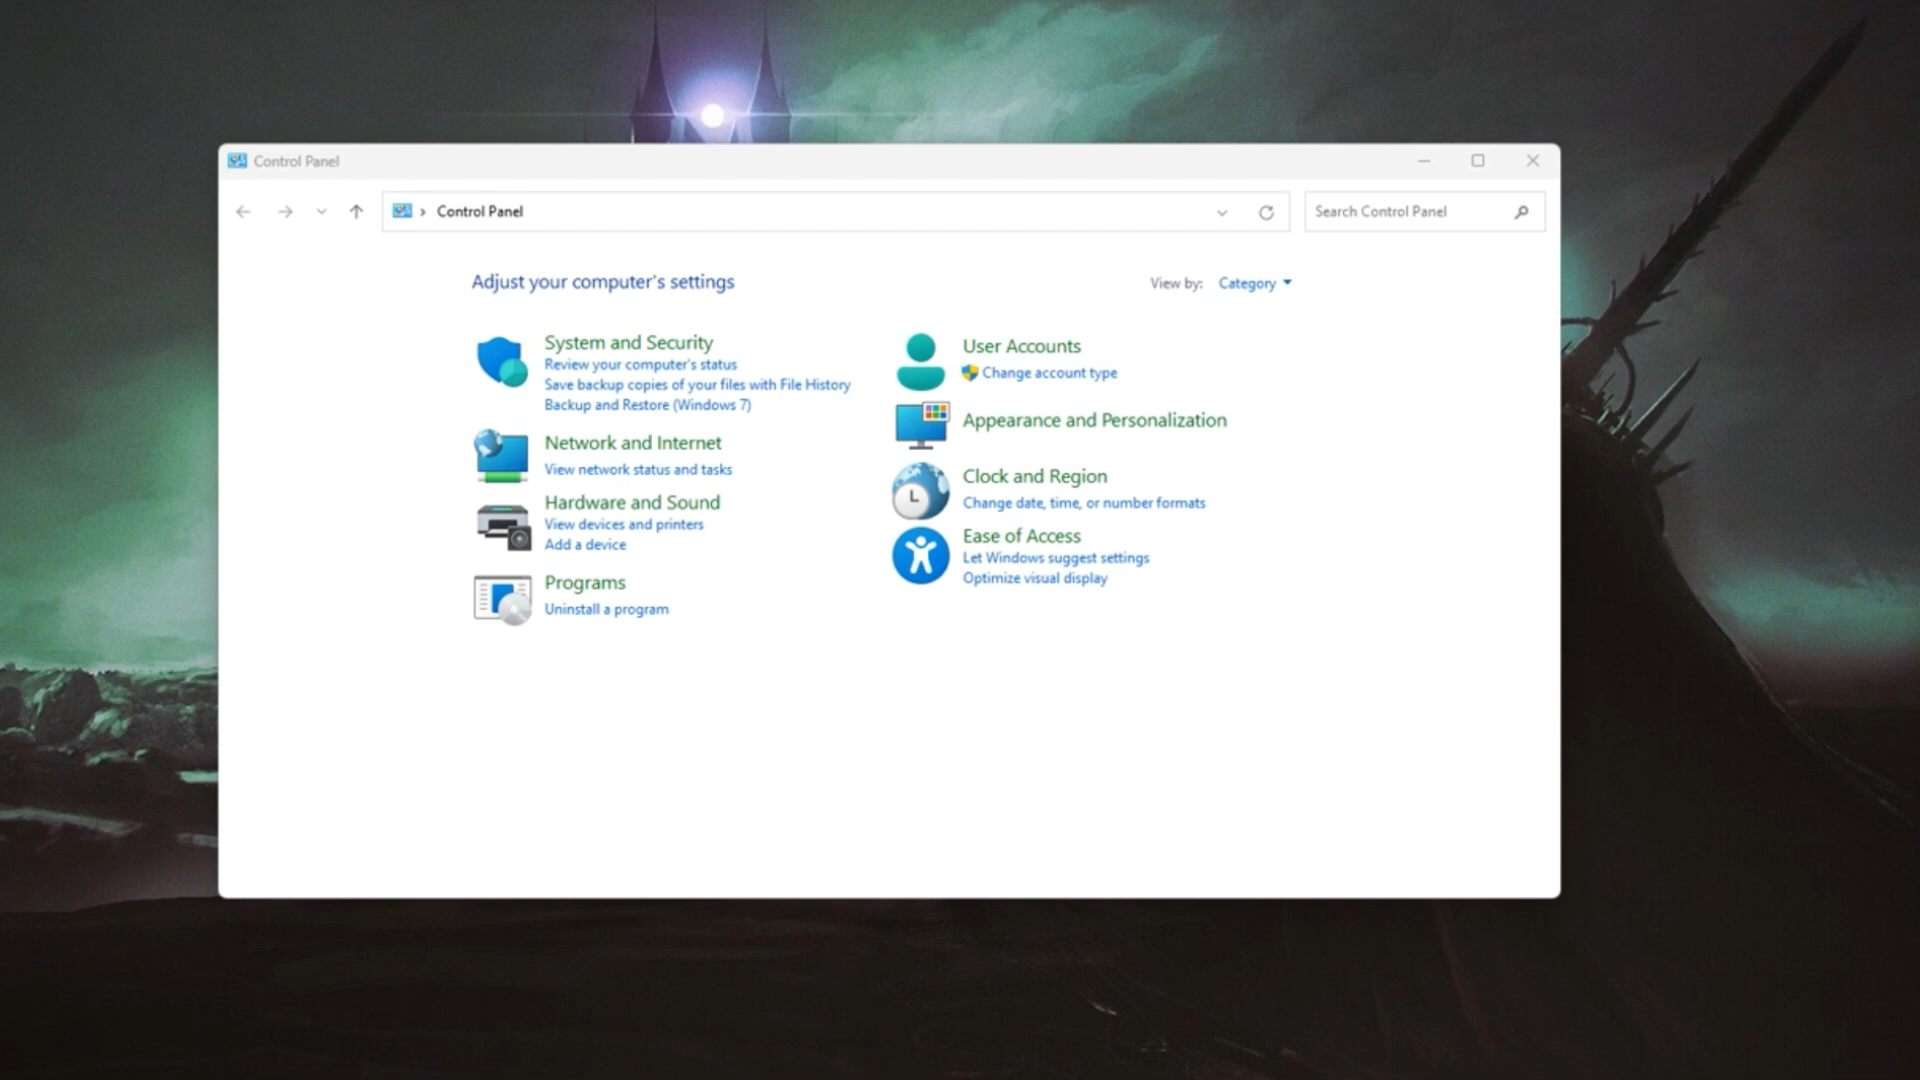 Control Panel
Control Panel
Search Control Panel
Adjust your computer's settings
View by: Category
System and Security
Review your computer's status
Save backup copies of your files with File History
Backup and Restore (Windows 7)
Network and Internet
View network status and tasks
Hardware and Sound
View devices and printers
Add a device
Programs
Uninstall a program
User Accounts
Change account type
Appearance and Personalization
Clock and Region
Change date, time, or number formats
Ease of Access
Let Windows suggest settings
Optimize visual display